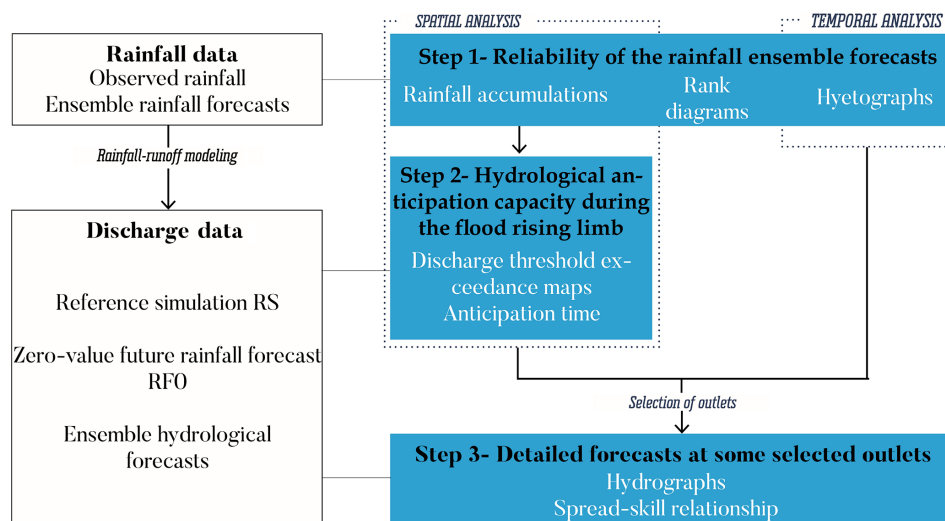 SPATIAL ANALYSIS
TEMPORAL ANALYSIS
Rainfall data
Observed rainfall
Ensemble rainfall forecasts
Step 1- Reliability of the rainfall ensemble forecasts
Rainfall accumulations
Rank
diagrams
Hyetographs
Rainfall-runoff modeling
Step 2- Hydrological an-
ticipation capacity during
the flood rising limb
Discharge threshold ex-
ceedance maps
Anticipation time
Discharge data
Reference simulation RS
Zero-value future rainfall forecast
RF0
Ensemble hydrological
forecasts
Selection of outlets
Step 3- Detailed forecasts at some selected outlets
Hydrographs
Spread-skill relationship